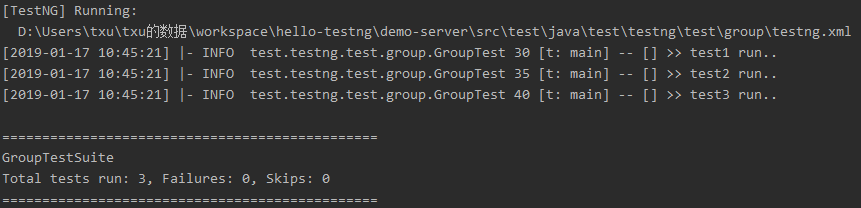 [TestNG] Running:
D:\Users\txu\txu的数据\workspace\hello-testng\demo-server\src\test\java\test\testng\test\group\testng.xml
[2019-01-17 10:45:21] |- INFO  test.testng.test.group.GroupTest 30 [t: main] -- [] >> test1 run..
[2019-01-17 10:45:21] |- INFO  test.testng.test.group.GroupTest 35 [t: main] -- [] >> test2 run..
[2019-01-17 10:45:21] |- INFO  test.testng.test.group.GroupTest 40 [t: main] -- [] >> test3 run..
===============================================
GroupTestSuite
Total tests run: 3, Failures: 0, Skips: 0
===============================================